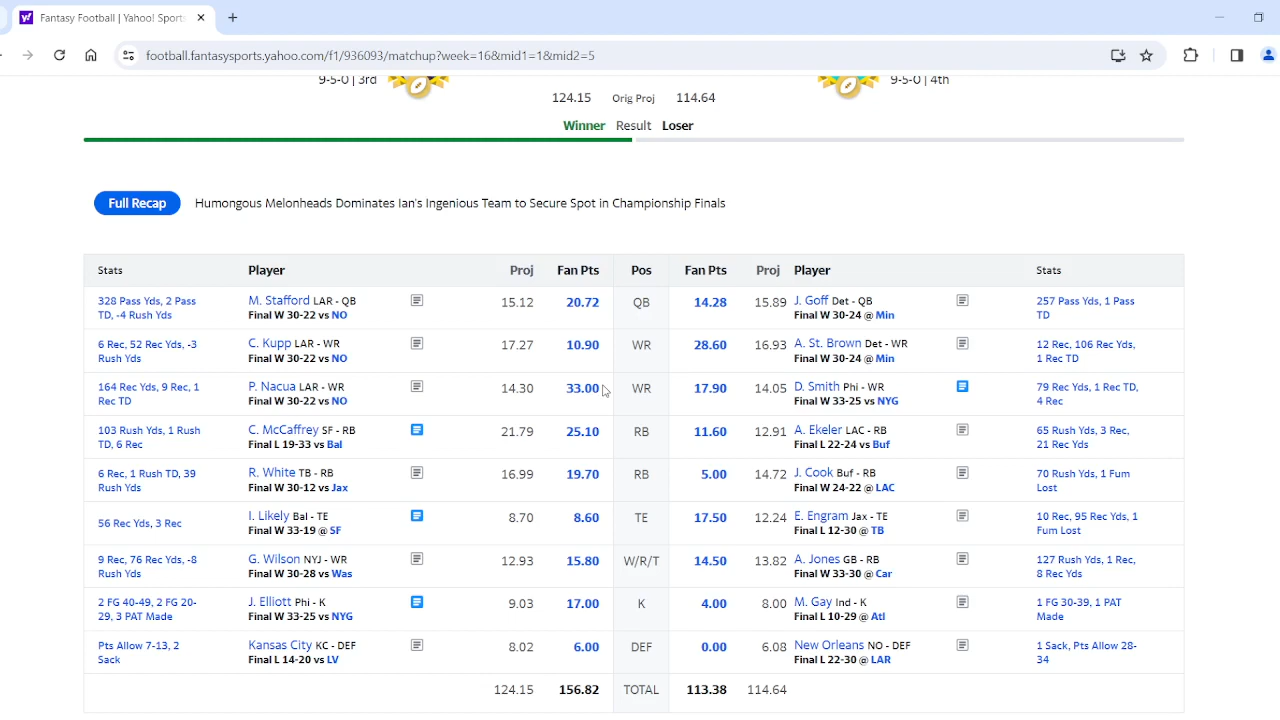 Fantasy Football | Yahoo! Sports
football.fantasysports.yahoo.com/f1/936093/matchup?week=16&mid1=1&mid2=5
9-5-0 | 3rd 9-5-0 | 4th
124.15 Orig Proj 114.64
Winner Result Loser
Full Recap Humongous Melonheads Dominates Ian's Ingenious Team to Secure Spot in Championship Finals
Stats Player Proj Fan Pts Pos Fan Pts Proj Player Stats
328 Pass Yds, 2 Pass M. Stafford LAR - QB 15.12 20.72 QB 14.28 15.89 J. Goff Det - QB 257 Pass Yds, 1 Pass
TD, -4 Rush Yds Final W 30-22 vs NO Final W 30-24 @ Min TD
6 Rec, 52 Rec Yds, -3 C. Kupp LAR - WR 17.27 10.90 WR 28.60 16.93 A. St. Brown Det - WR 12 Rec, 106 Rec Yds,
Rush Yds Final W 30-22 vs NO Final W 30-24 @ Min 1 Rec TD
164 Rec Yds, 9 Rec, 1 P. Nacua LAR - WR 14.30 33.00 WR 17.90 14.05 D. Smith Phi - WR 79 Rec Yds, 1 Rec TD,
Rec TD Final W 30-22 vs NO Final W 33-25 vs NYG 4 Rec
103 Rush Yds, 1 Rush C. McCaffrey SF - RB 21.79 25.10 RB 11.60 12.91 A. Ekeler LAC - RB 65 Rush Yds, 3 Rec,
TD, 6 Rec Final L 19-33 vs Bal Final L 22-24 vs Buf 21 Rec Yds
6 Rec, 1 Rush TD, 39 R. White TB - RB 16.99 19.70 RB 5.00 14.72 J. Cook Buf - RB 70 Rush Yds, 1 Fum
Rush Yds Final W 30-12 vs Jax Final W 24-22 @ LAC Lost
56 Rec Yds, 3 Rec I. Likely Bal - TE 8.70 8.60 TE 17.50 12.24 E. Engram Jax - TE 10 Rec, 95 Rec Yds, 1
Final W 33-19 @ SF Final L 12-30 @ TB Fum Lost
9 Rec, 76 Rec Yds, -8 G. Wilson NYJ - WR 12.93 15.80 W/R/T 14.50 13.82 A. Jones GB - RB 127 Rush Yds, 1 Rec,
Rush Yds Final W 30-28 vs Was Final W 33-30 @ Car 8 Rec Yds
2 FG 40-49, 2 FG 20- J. Elliott Phi - K 9.03 17.00 K 4.00 8.00 M. Gay Ind - K 1 FG 30-39, 1 PAT
29, 3 PAT Made Final W 33-25 vs NYG Final L 10-29 @ Atl Made
Pts Allow 7-13, 2 Kansas City KC - DEF 8.02 6.00 DEF 0.00 6.08 New Orleans NO - DEF 1 Sack, Pts Allow 28-
Sack Final L 14-20 vs LV Final L 22-30 @ LAR 34
124.15 156.82 TOTAL 113.38 114.64